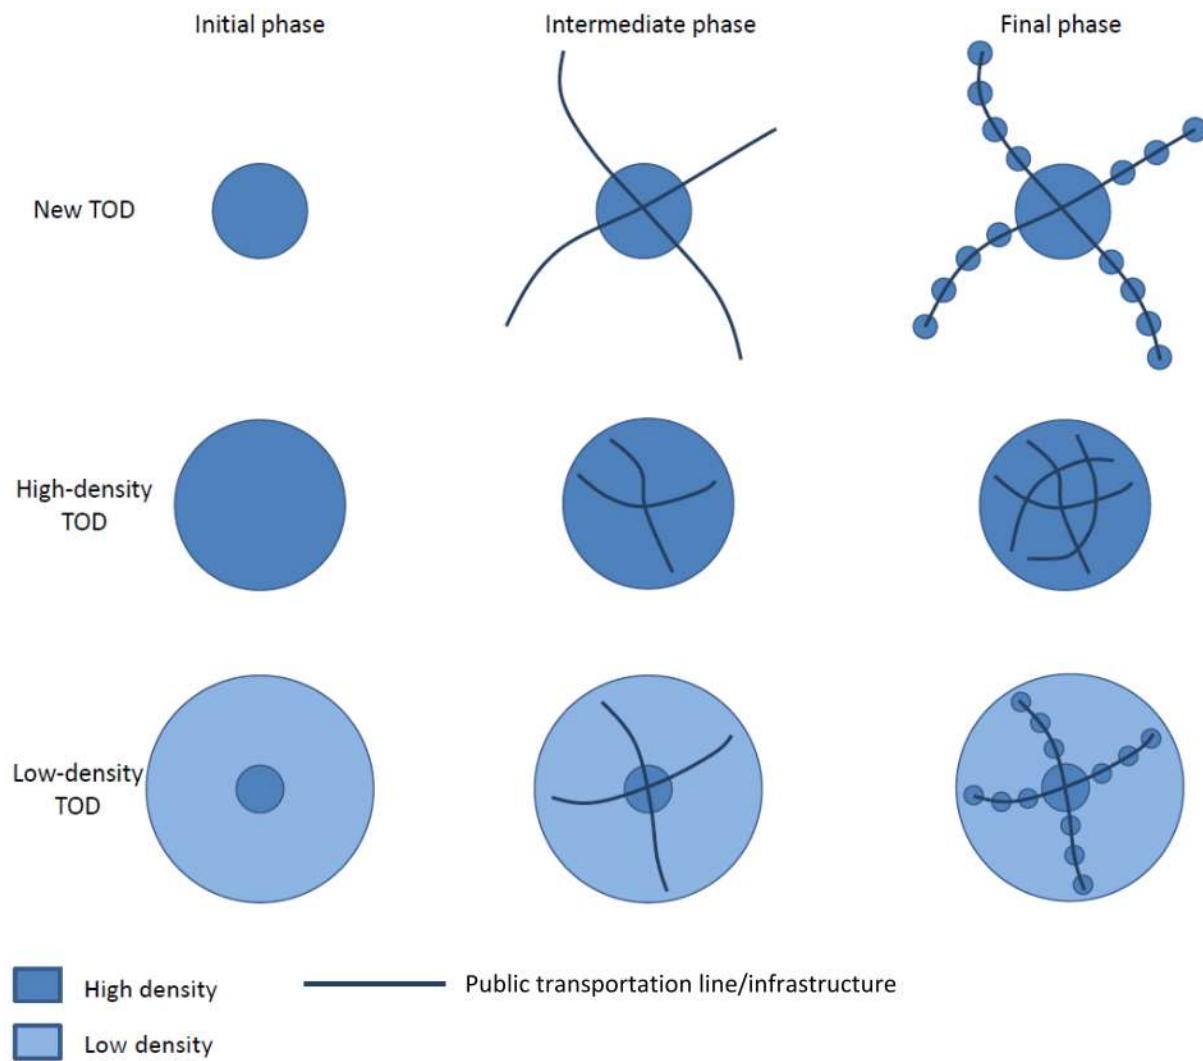 Initial phase
Intermediate phase
Final phase
New TOD
High-density
TOD
Low-density
TOD
High density
Public transportation line/infrastructure
Low density